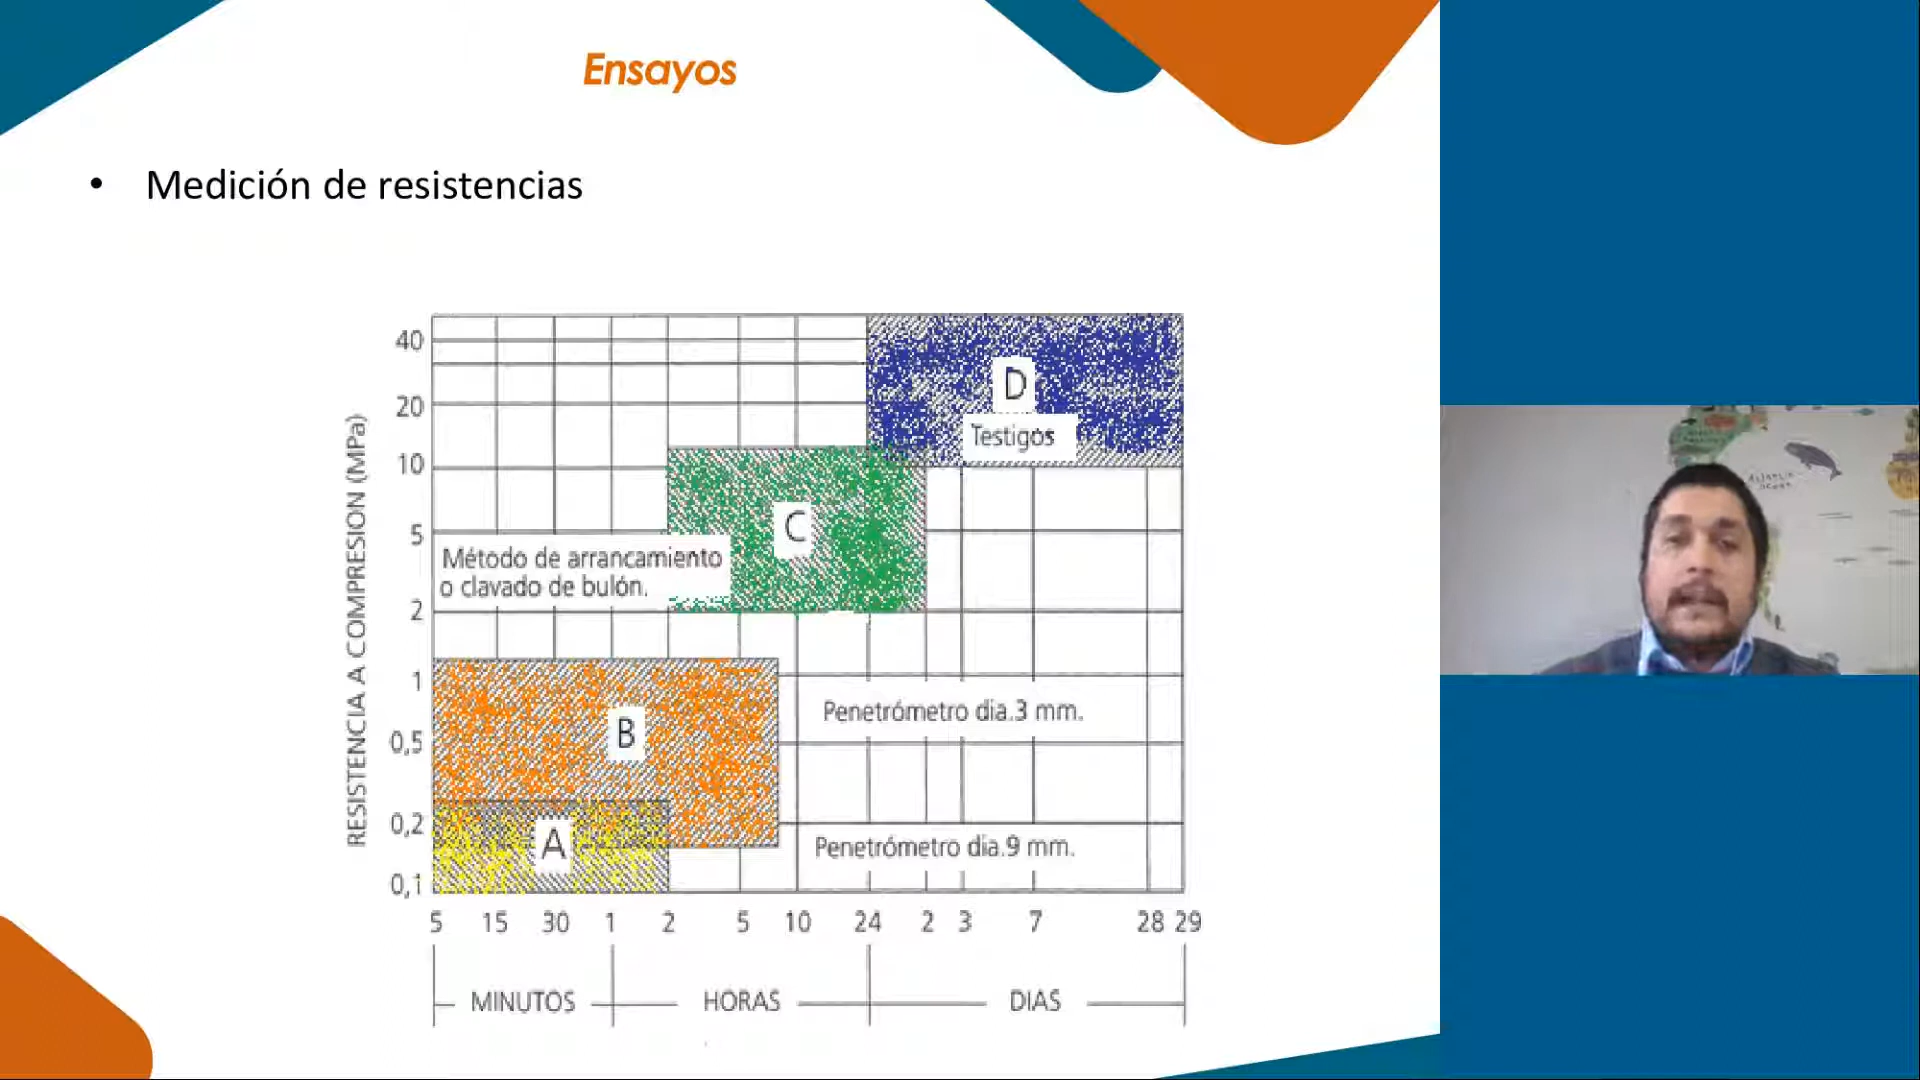 Ensayos
• Medición de resistencias
RESISTENCIA A COMPRESION (MPa)
40
20
10
5
2
1
0,5
0,2
0,1
D
Testigos
C
Método de arrancamiento
o clavado de bulón.
B
Penetrómetro dia.3 mm.
A
Penetrómetro dia.9 mm.
5 15 30 1 2 5 10 24 2 3 7 28 29
MINUTOS HORAS DIAS